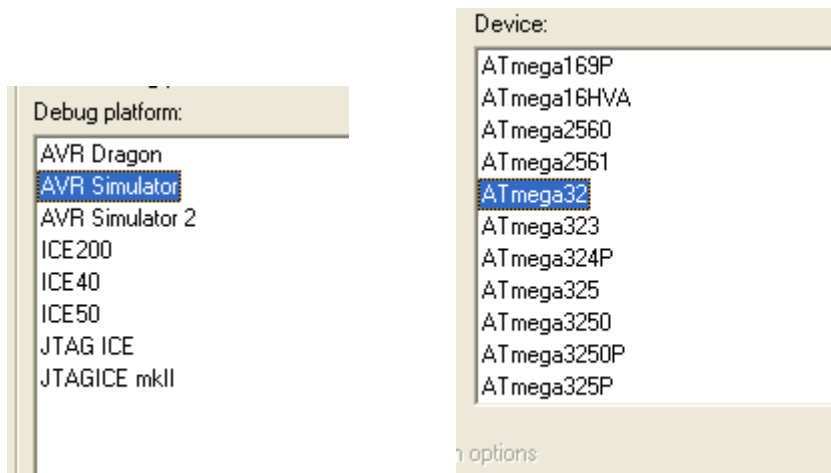 Debug platform:
AVR Dragon
AVR Simulator
AVR Simulator 2
ICE200
ICE40
ICE50
JTAG ICE
JTAGICE mkII
Device:
ATmega169P
ATmega16HVA
ATmega2560
ATmega2561
ATmega32
ATmega323
ATmega324P
ATmega325
ATmega3250
ATmega3250P
ATmega325P
options